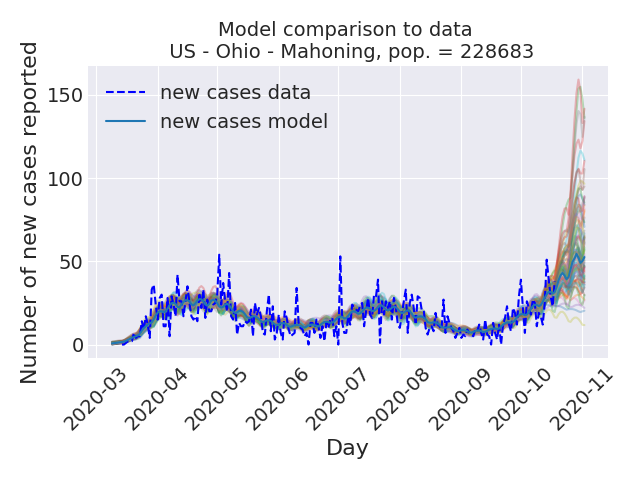 Model comparison to data
US - Ohio - Mahoning, pop. = 228683
new cases data
new cases model
Number of new cases reported
150
100
50
0
2020-03
2020-04
2020-05
2020-06
2020-07
2020-08
2020-09
2020-10
2020-11
Day